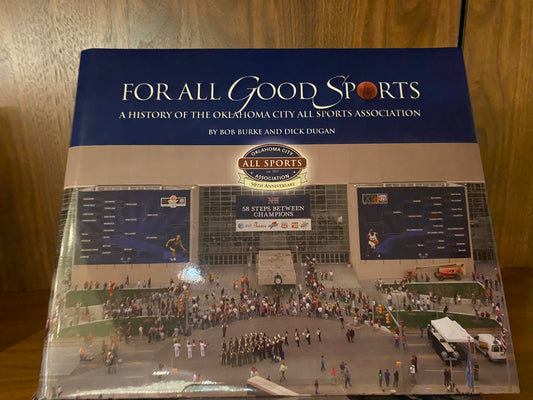 FOR ALL GOOD SPORTS
A HISTORY OF THE OKLAHOMA CITY ALL SPORTS ASSOCIATION
BY BOB BURKE AND DICK DUGAN
OKLAHOMA CITY
ALL SPORTS
ASSOCIATION
50TH ANNIVERSARY
58 STEPS BETWEEN
CHAMPIONS